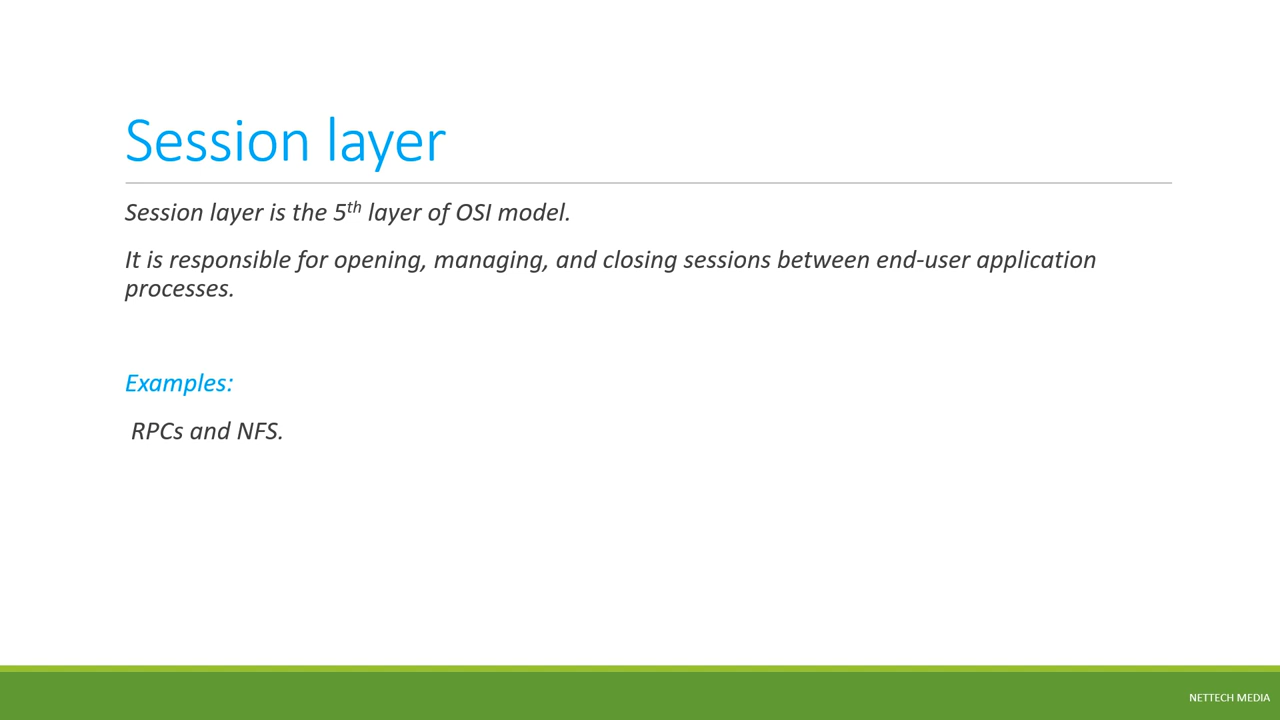 Session layer
Session layer is the 5th layer of OSI model.
It is responsible for opening, managing, and closing sessions between end-user application
processes.
Examples:
RPCs and NFS.
NETTECH MEDIA